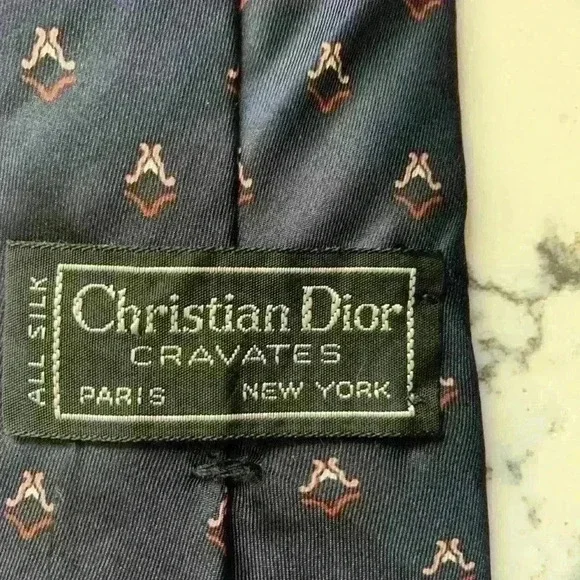 ALL SILK
Christian Dior
CRAVATES
PARIS NEW YORK